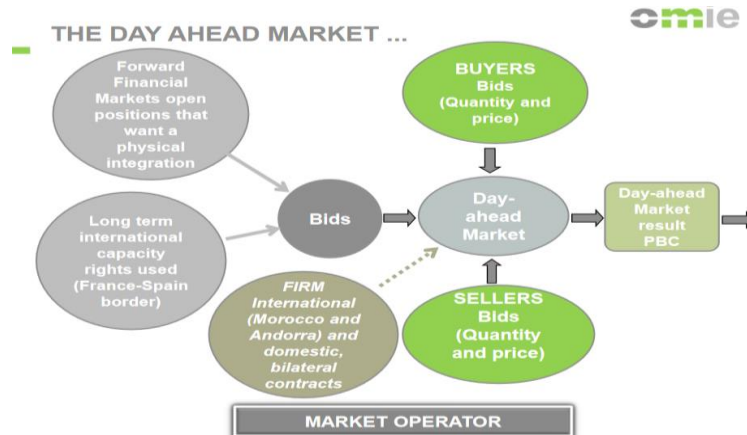 THE DAY AHEAD MARKET ...
omie
Forward
Financial
Markets open
positions that
want a
physical
integration
BUYERS
Bids
(Quantity and
price)
Long term
international
capacity
rights used
(France-Spain
border)
Bids
Day-
ahead
Market
Day-ahead
Market
result
PBC
FIRM
International
(Morocco and
Andorra) and
domestic,
bilateral
contracts
SELLERS
Bids
(Quantity
and price)
MARKET OPERATOR